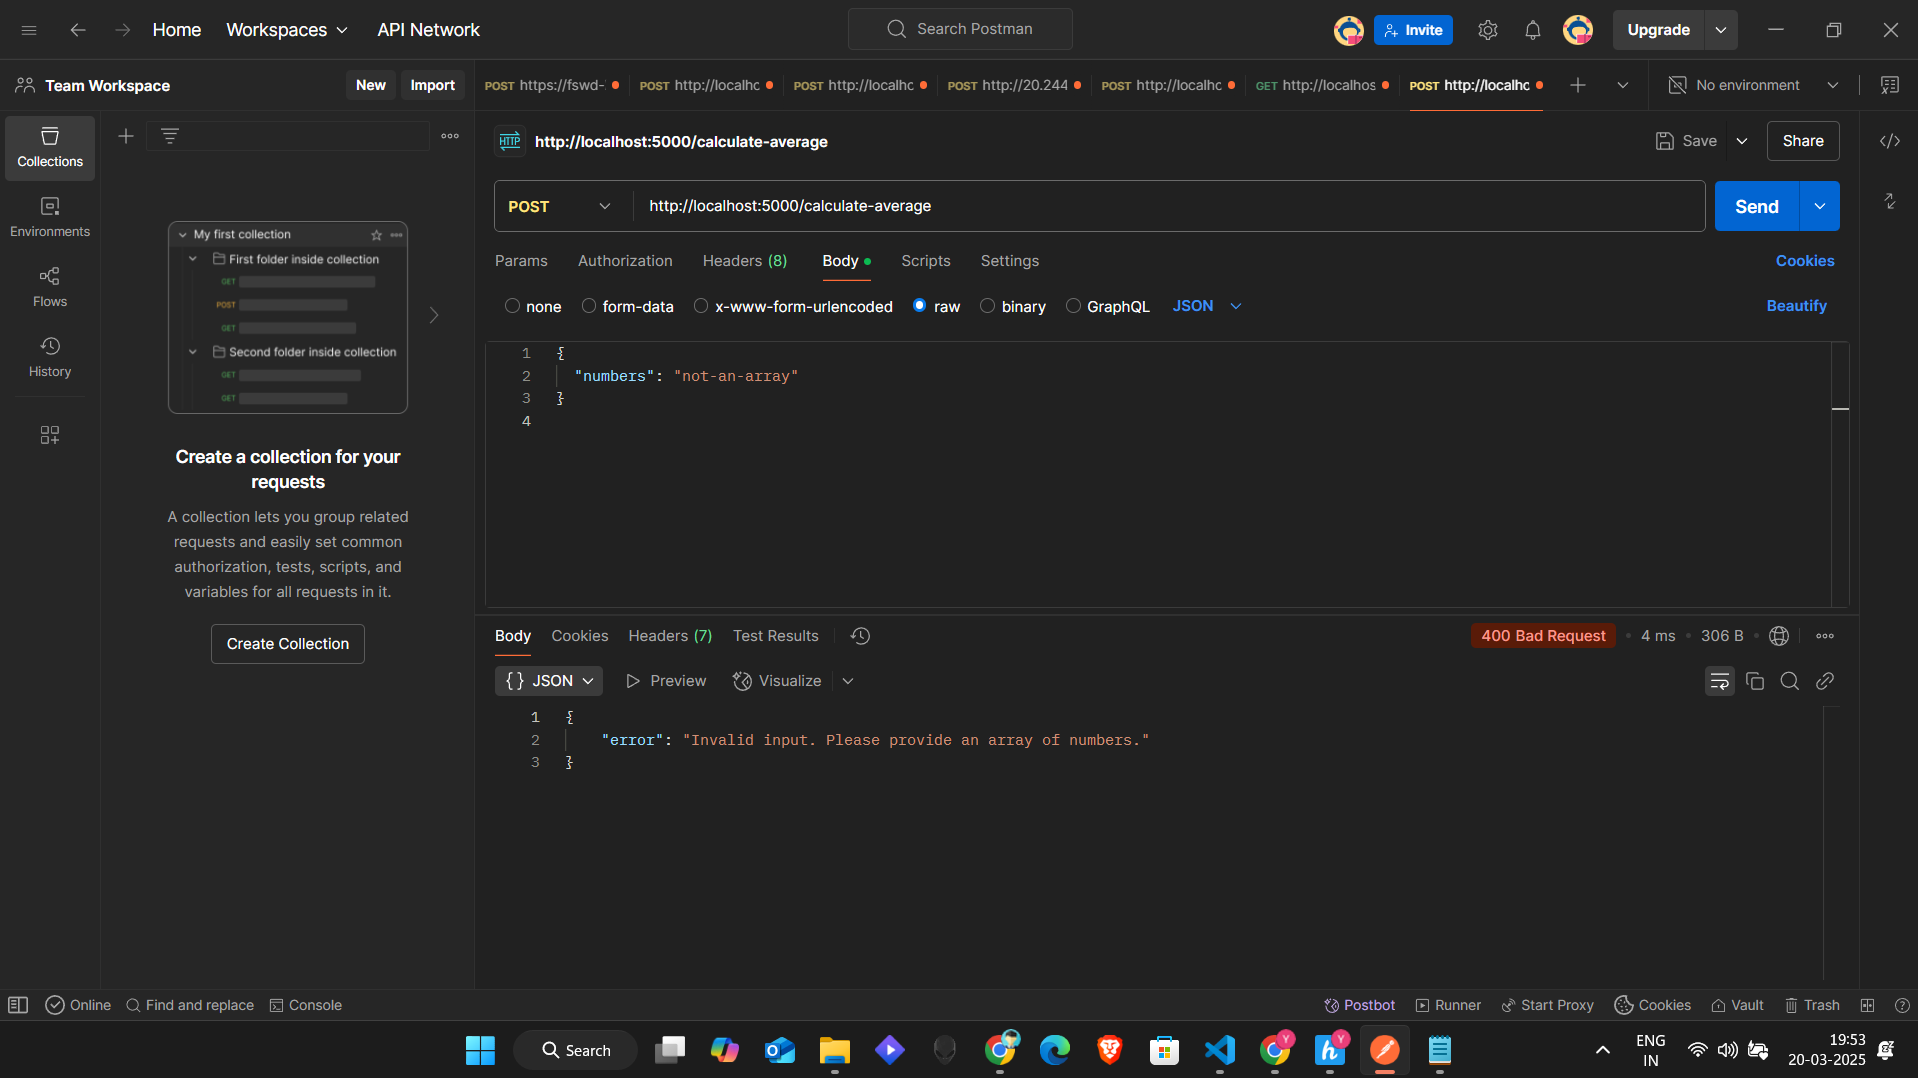 Home Workspaces API Network Search Postman Invite Upgrade
Team Workspace New Import
POST https://fswd- POST http://localhc POST http://localhc POST http://20.244 POST http://localhc GET http://localhos POST http://localhc No environment
Collections
Environments
Flows
History
My first collection
First folder inside collection
GET
POST
GET
Second folder inside collection
GET
GET
Create a collection for your
requests
A collection lets you group related
requests and easily set common
authorization, tests, scripts, and
variables for all requests in it.
Create Collection
HTTP http://localhost:5000/calculate-average Save Share
POST http://localhost:5000/calculate-average Send
Params Authorization Headers (8) Body Scripts Settings Cookies
none form-data x-www-form-urlencoded raw binary GraphQL JSON Beautify
1 {
2 "numbers": "not-an-array"
3 }
4
Body Cookies Headers (7) Test Results 400 Bad Request 4 ms 306 B
{} JSON Preview Visualize
1 {
2 "error": "Invalid input. Please provide an array of numbers."
3 }
Online Find and replace Console Postbot Runner Start Proxy Cookies Vault Trash
Search
ENG
IN
19:53
20-03-2025